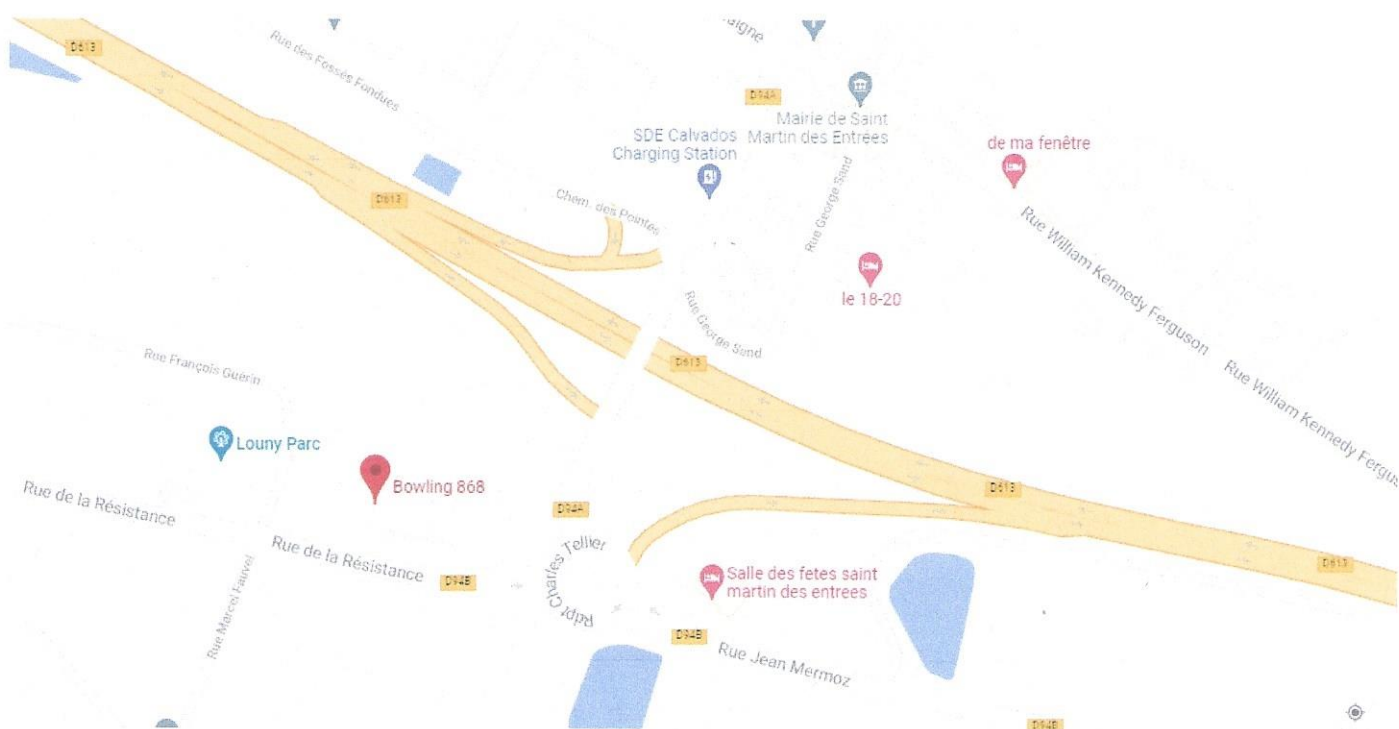 D613
Rue des Fossés Fondues
D94A
Mairie de Saint
Martin des Entrées
SDE Calvados
Charging Station
de ma fenêtre
D613
Chem. des Pointes
Rue George Sand
Rue William Kennedy Ferguson
le 18-20
Rue George Sand
Rue François Guérin
D613
Rue William Kennedy
Louny Parc
Bowling 868
Rue de la Résistance
D94A
D613
Rue de la Résistance
Rdpt Charles Tellier
D94B
Salle des fetes saint
martin des entrees
D613
Rue Marcel Fauvel
D94B
Rue Jean Mermoz
D94B